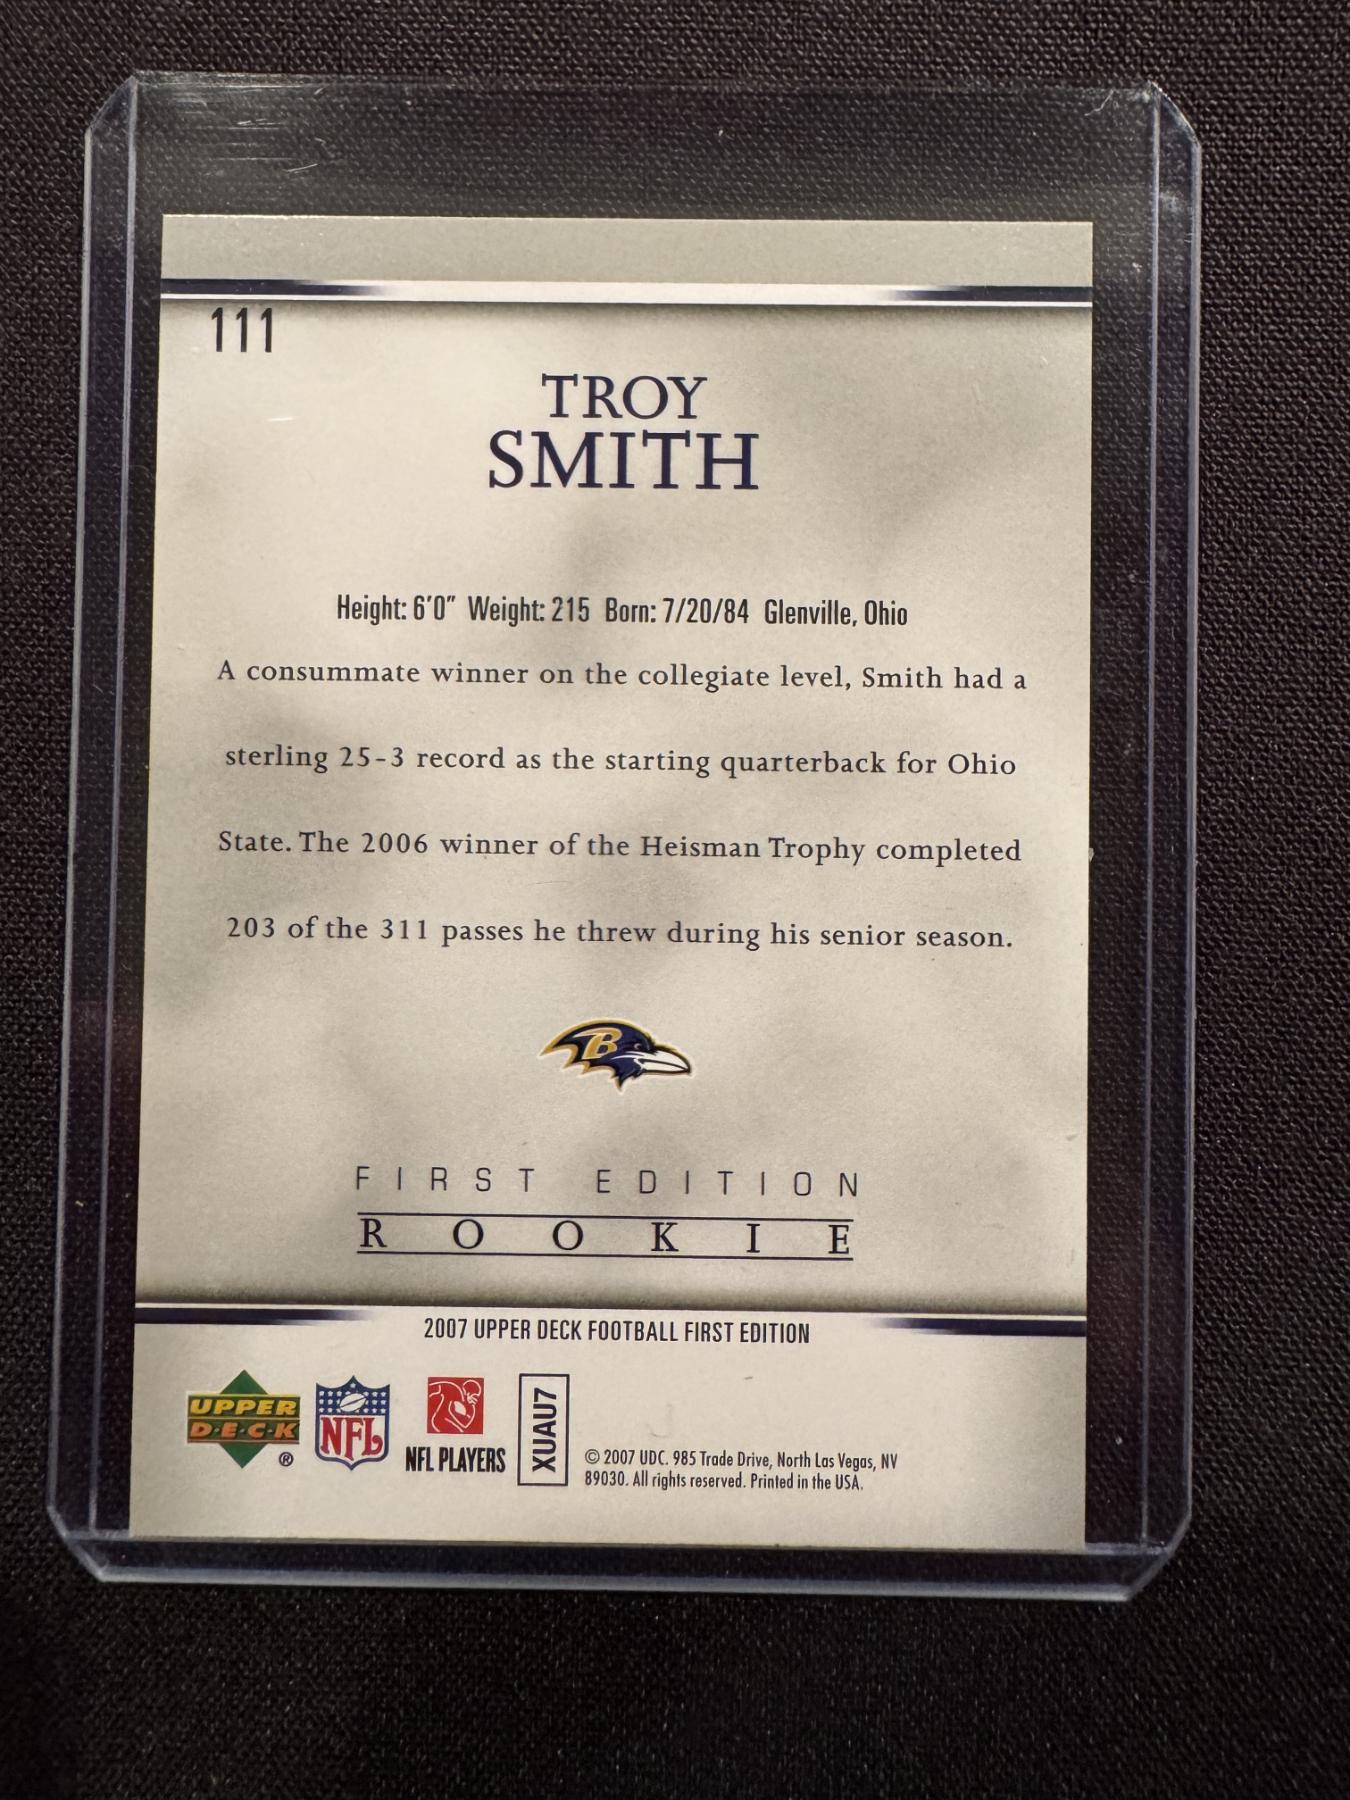 111
TROY
SMITH
Height: 6'0" Weight: 215 Born: 7/20/84 Glenville, Ohio
A consummate winner on the collegiate level, Smith had a
sterling 25-3 record as the starting quarterback for Ohio
State. The 2006 winner of the Heisman Trophy completed
203 of the 311 passes he threw during his senior season.
B
FIRST EDITION
ROOKIE
2007 UPPER DECK FOOTBALL FIRST EDITION
UPPER
D·E·C·K
®
NFL
NFL PLAYERS
XUAU7
© 2007 UDC. 985 Trade Drive, North Las Vegas, NV
89030. All rights reserved. Printed in the USA.